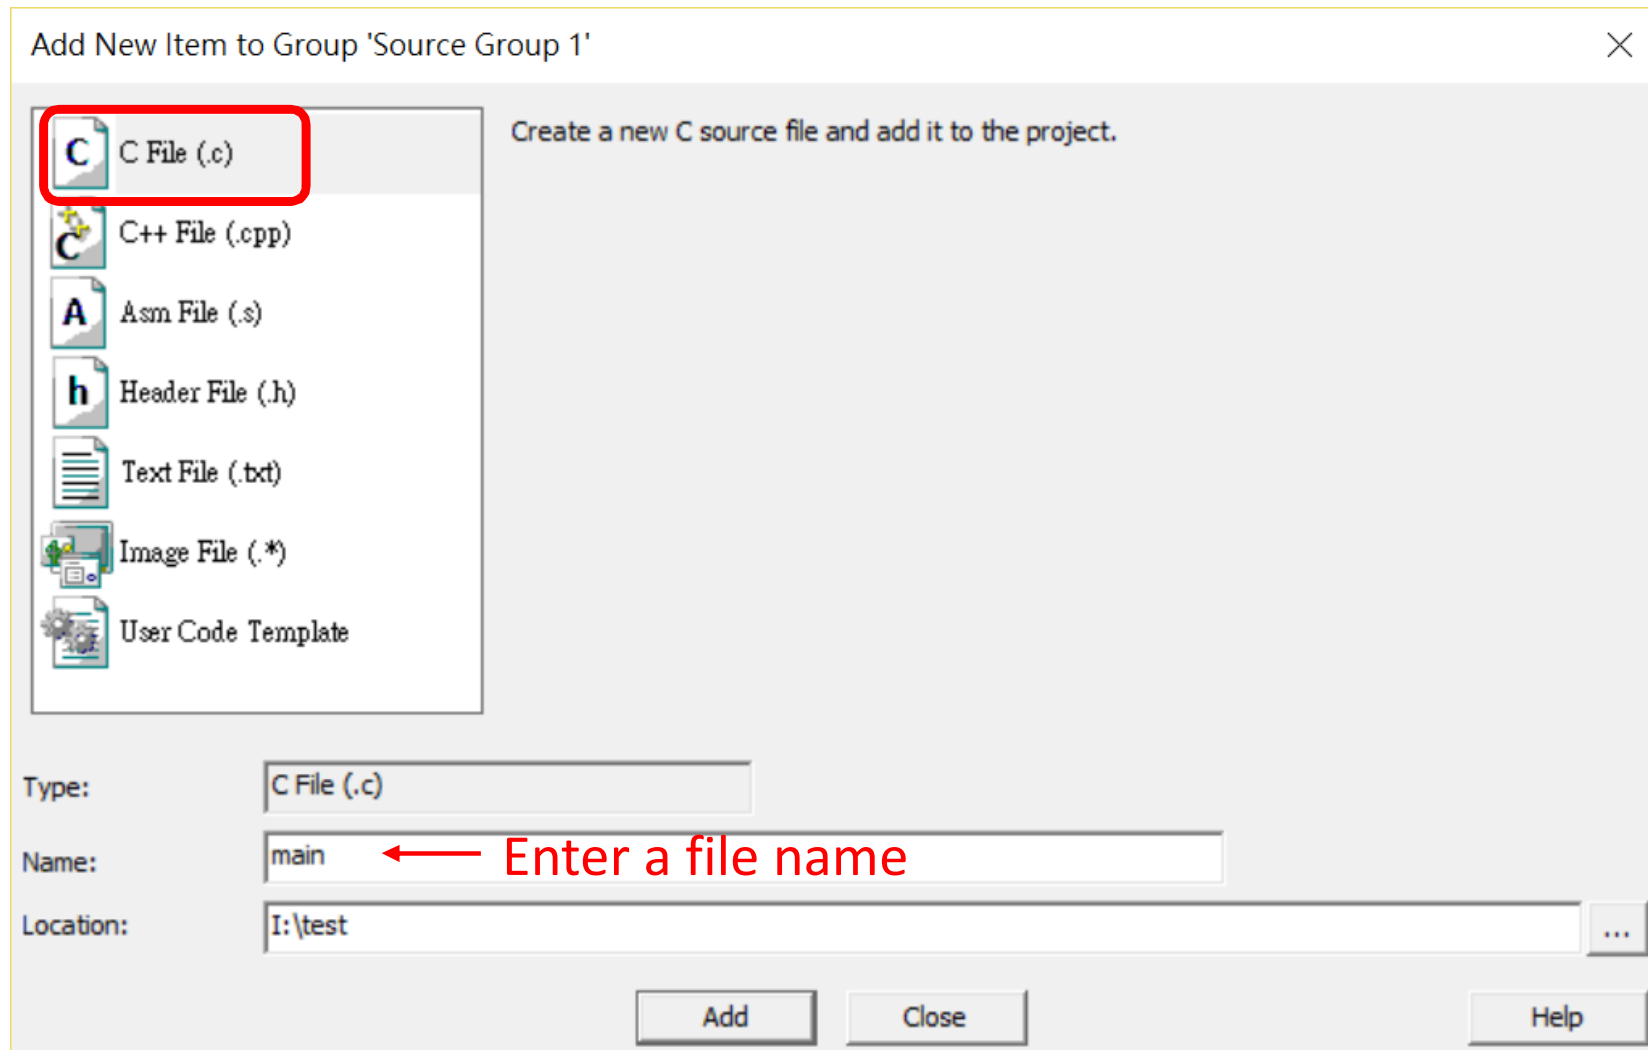 Add New Item to Group 'Source Group 1'
C
C File (.c)
Create a new C source file and add it to the project.
C
C++ File (.cpp)
A
Asm File (.s)
h
Header File (.h)
Text File (.txt)
Image File (.*)
User Code Template
Type:
C File (.c)
Name:
main
Enter a file name
Location:
I:\test
...
Add
Close
Help